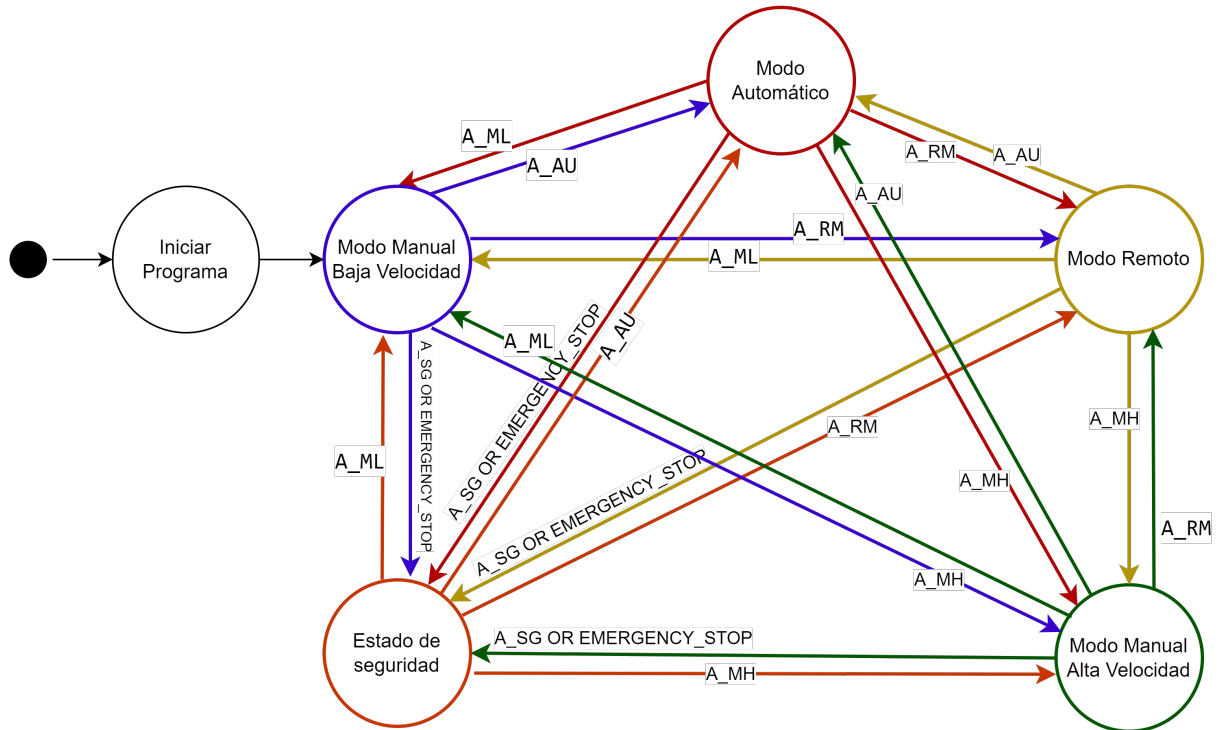 Modo
Automático
A_ML
A_AU
A_RM
A_AU
A_AU
Iniciar
Programa
Modo Manual
Baja Velocidad
A_RM
A_ML
Modo Remoto
A_SG OR EMERGENCY_STOP
A_SG OR EMERGENCY_STOP
A_AU
A_ML
A_MH
A_RM
A_ML
A_SG OR EMERGENCY_STOP
A_MH
A_RM
A_MH
Estado de
seguridad
A_SG OR EMERGENCY_STOP
A_MH
Modo Manual
Alta Velocidad